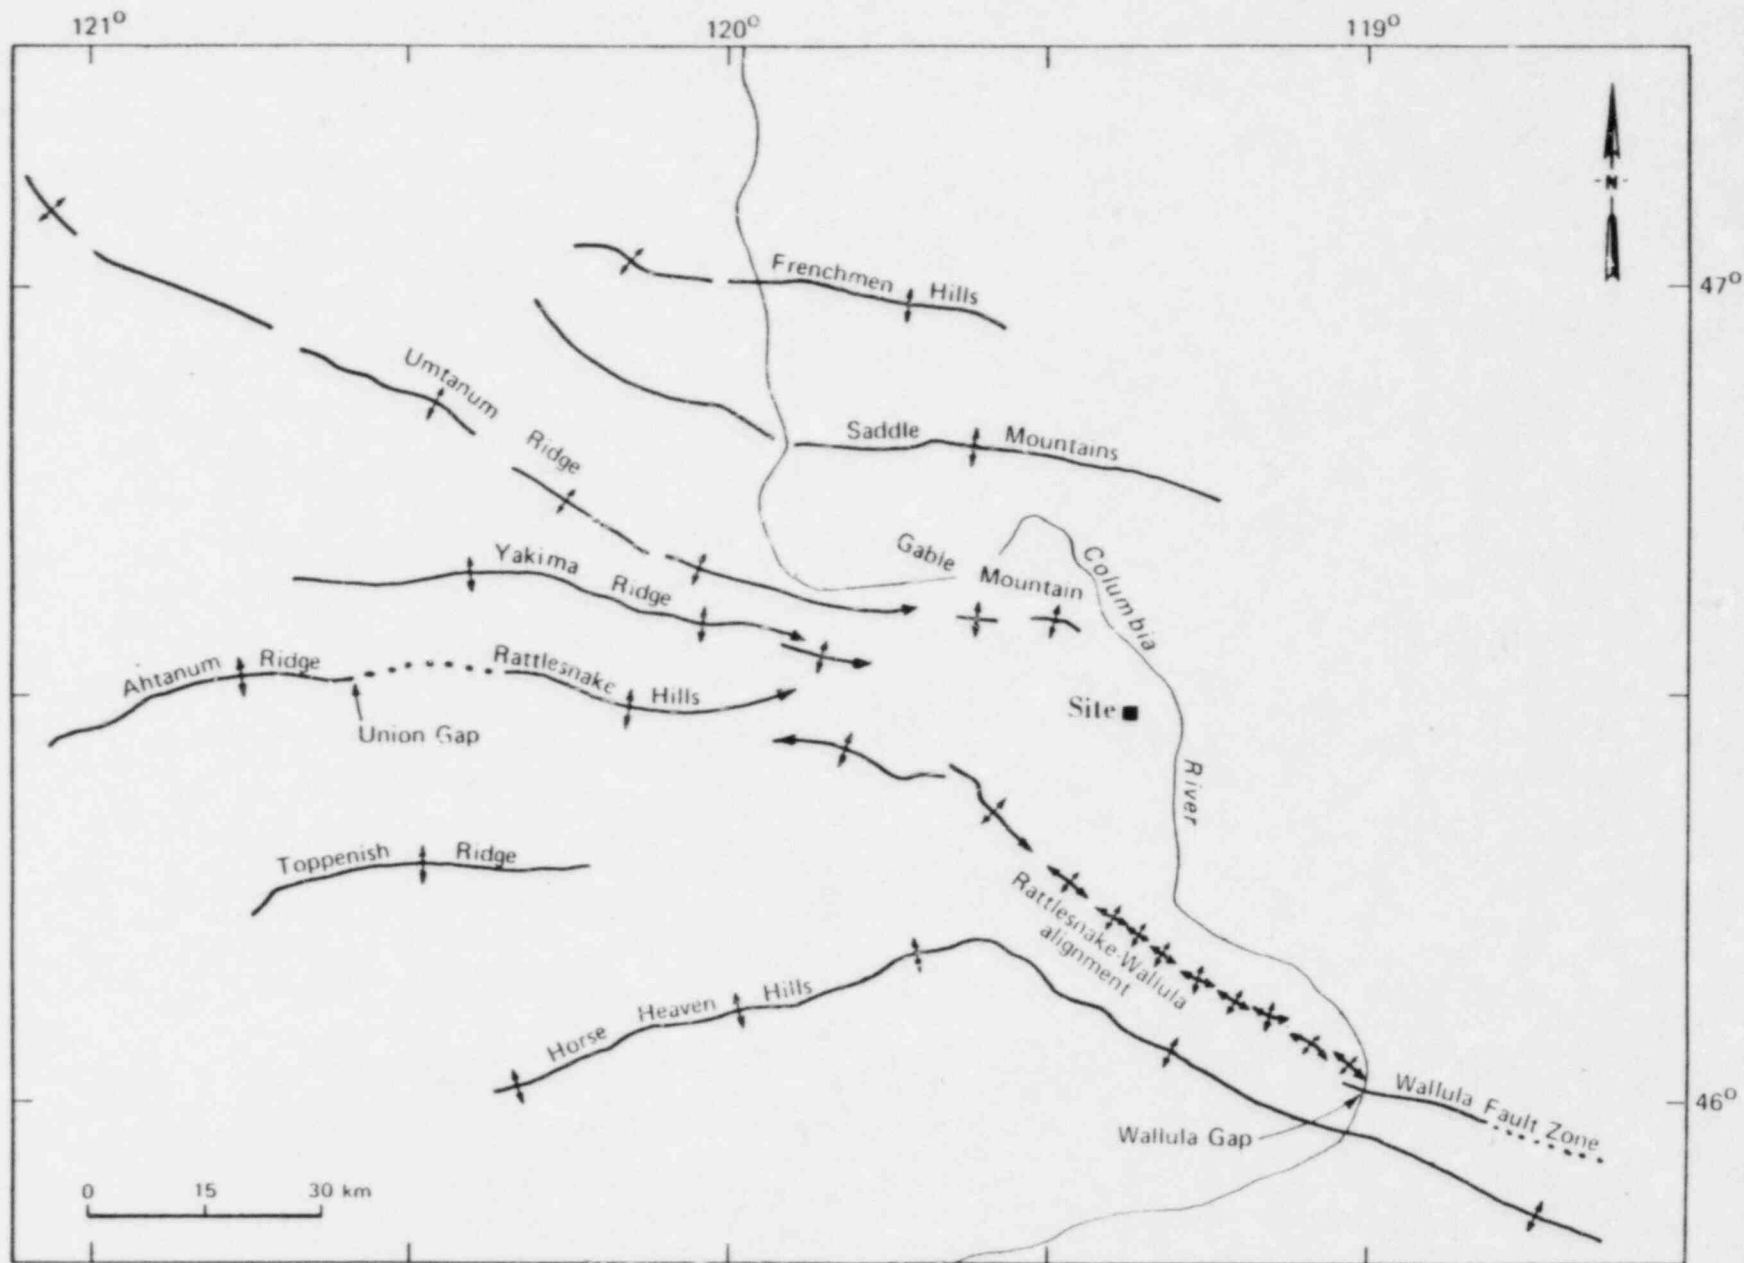 121° 120° 119°
N
Frenchmen Hills
47°
Umtanum Ridge
Saddle Mountains
Gable Mountain
Columbia River
Yakima Ridge
Ahtanum Ridge
Rattlesnake Hills
Union Gap
Site
Toppenish Ridge
Rattlesnake-Wallula
alignment
Horse Heaven Hills
Wallula Fault Zone
46°
Wallula Gap
0 15 30 km